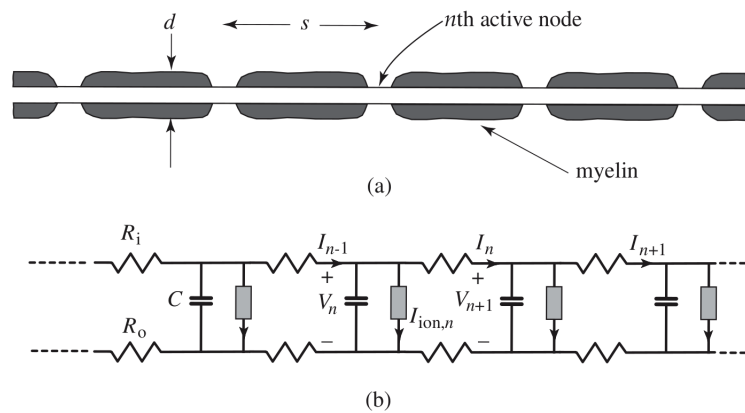 d
s
nth active node
myelin
(a)
R_i
I_{n-1}
I_n
I_{n+1}
+
+
C
V_n
V_{n+1}
I_{ion,n}
R_o
−
−
(b)